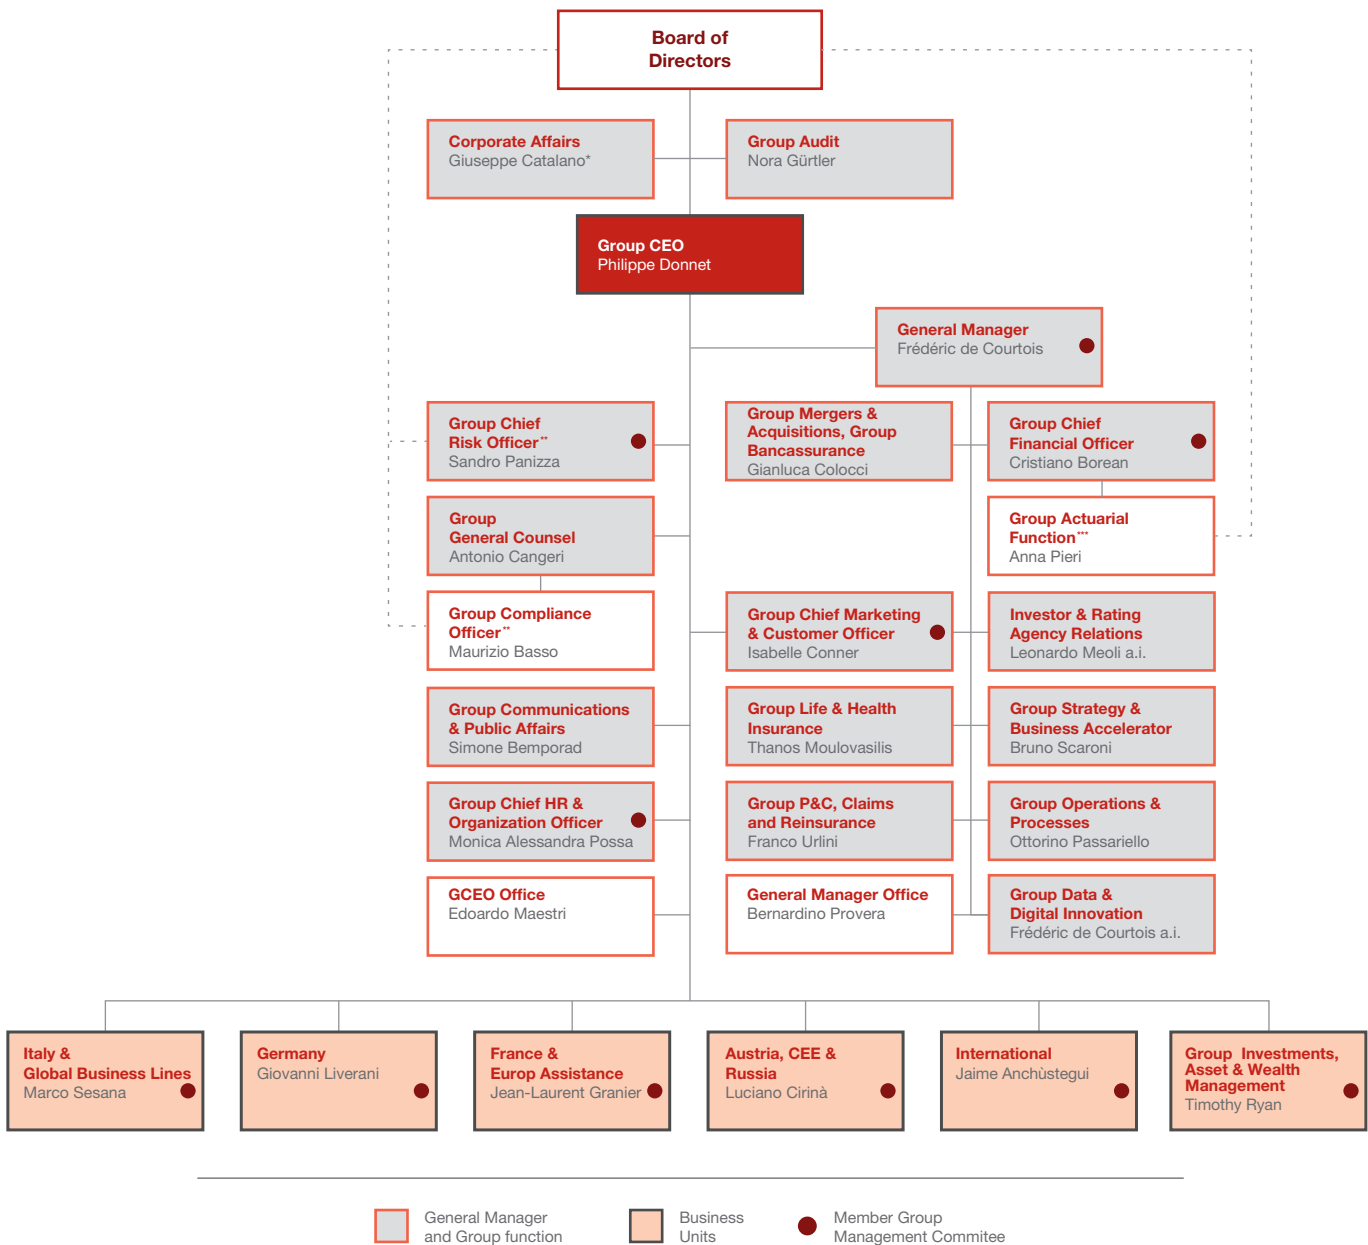 Board of
Directors
Corporate Affairs
Giuseppe Catalano*
Group Audit
Nora Gürtler
Group CEO
Philippe Donnet
General Manager
Frédéric de Courtois
Group Chief
Risk Officer**
Sandro Panizza
Group Mergers &
Acquisitions, Group
Bancassurance
Gianluca Colocci
Group Chief
Financial Officer
Cristiano Borean
Group
General Counsel
Antonio Cangeri
Group Actuarial
Function***
Anna Pieri
Group Compliance
Officer**
Maurizio Basso
Group Chief Marketing
& Customer Officer
Isabelle Conner
Investor & Rating
Agency Relations
Leonardo Meoli a.i.
Group Communications
& Public Affairs
Simone Bemporad
Group Life & Health
Insurance
Thanos Moulovasilis
Group Strategy &
Business Accelerator
Bruno Scaroni
Group Chief HR &
Organization Officer
Monica Alessandra Possa
Group P&C, Claims
and Reinsurance
Franco Urlini
Group Operations &
Processes
Ottorino Passariello
GCEO Office
Edoardo Maestri
General Manager Office
Bernardino Provera
Group Data &
Digital Innovation
Frédéric de Courtois a.i.
Italy &
Global Business Lines
Marco Sesana
Germany
Giovanni Liverani
France &
Europ Assistance
Jean-Laurent Granier
Austria, CEE &
Russia
Luciano Cirinà
International
Jaime Anchùstegui
Group Investments,
Asset & Wealth
Management
Timothy Ryan
General Manager
and Group function
Business
Units
Member Group
Management Commitee